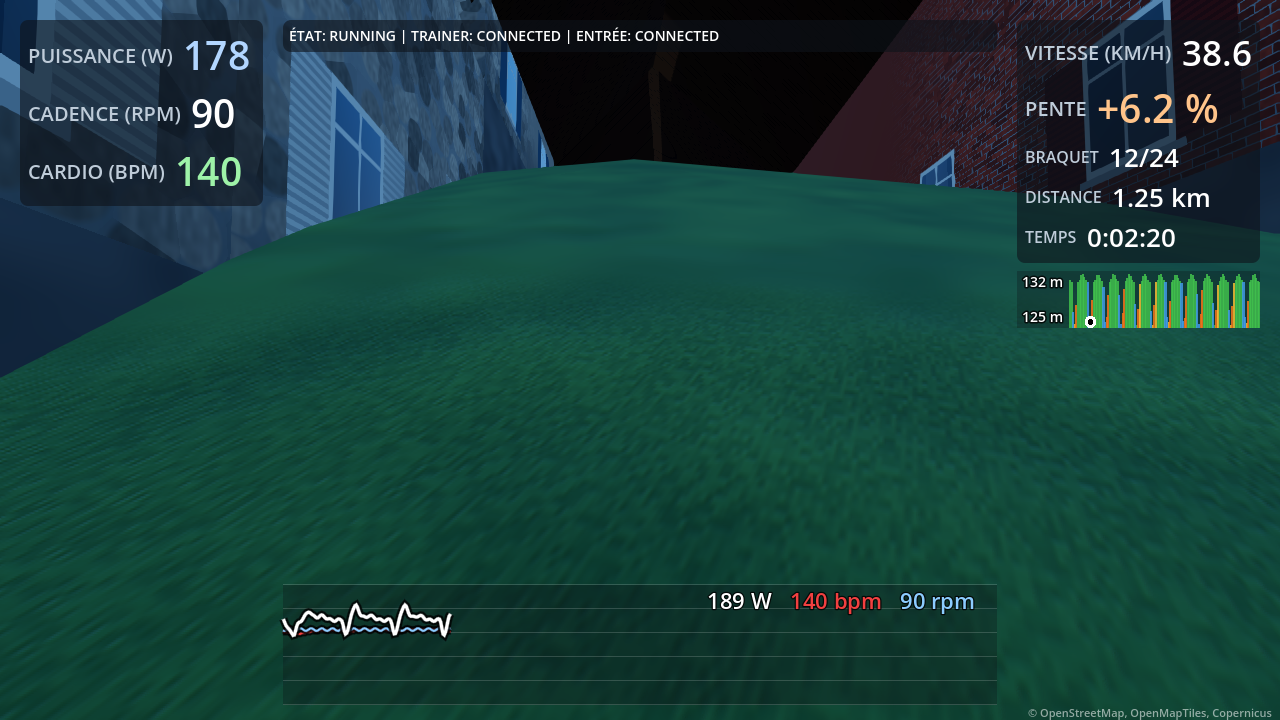 PUISSANCE (W) 178
CADENCE (RPM) 90
CARDIO (BPM) 140
ÉTAT: RUNNING | TRAINER: CONNECTED | ENTRÉE: CONNECTED
VITESSE (KM/H) 38.6
PENTE +6.2 %
BRAQUET 12/24
DISTANCE 1.25 km
TEMPS 0:02:20
132 m
125 m
189 W 140 bpm 90 rpm
© OpenStreetMap, OpenMapTiles, Copernicus